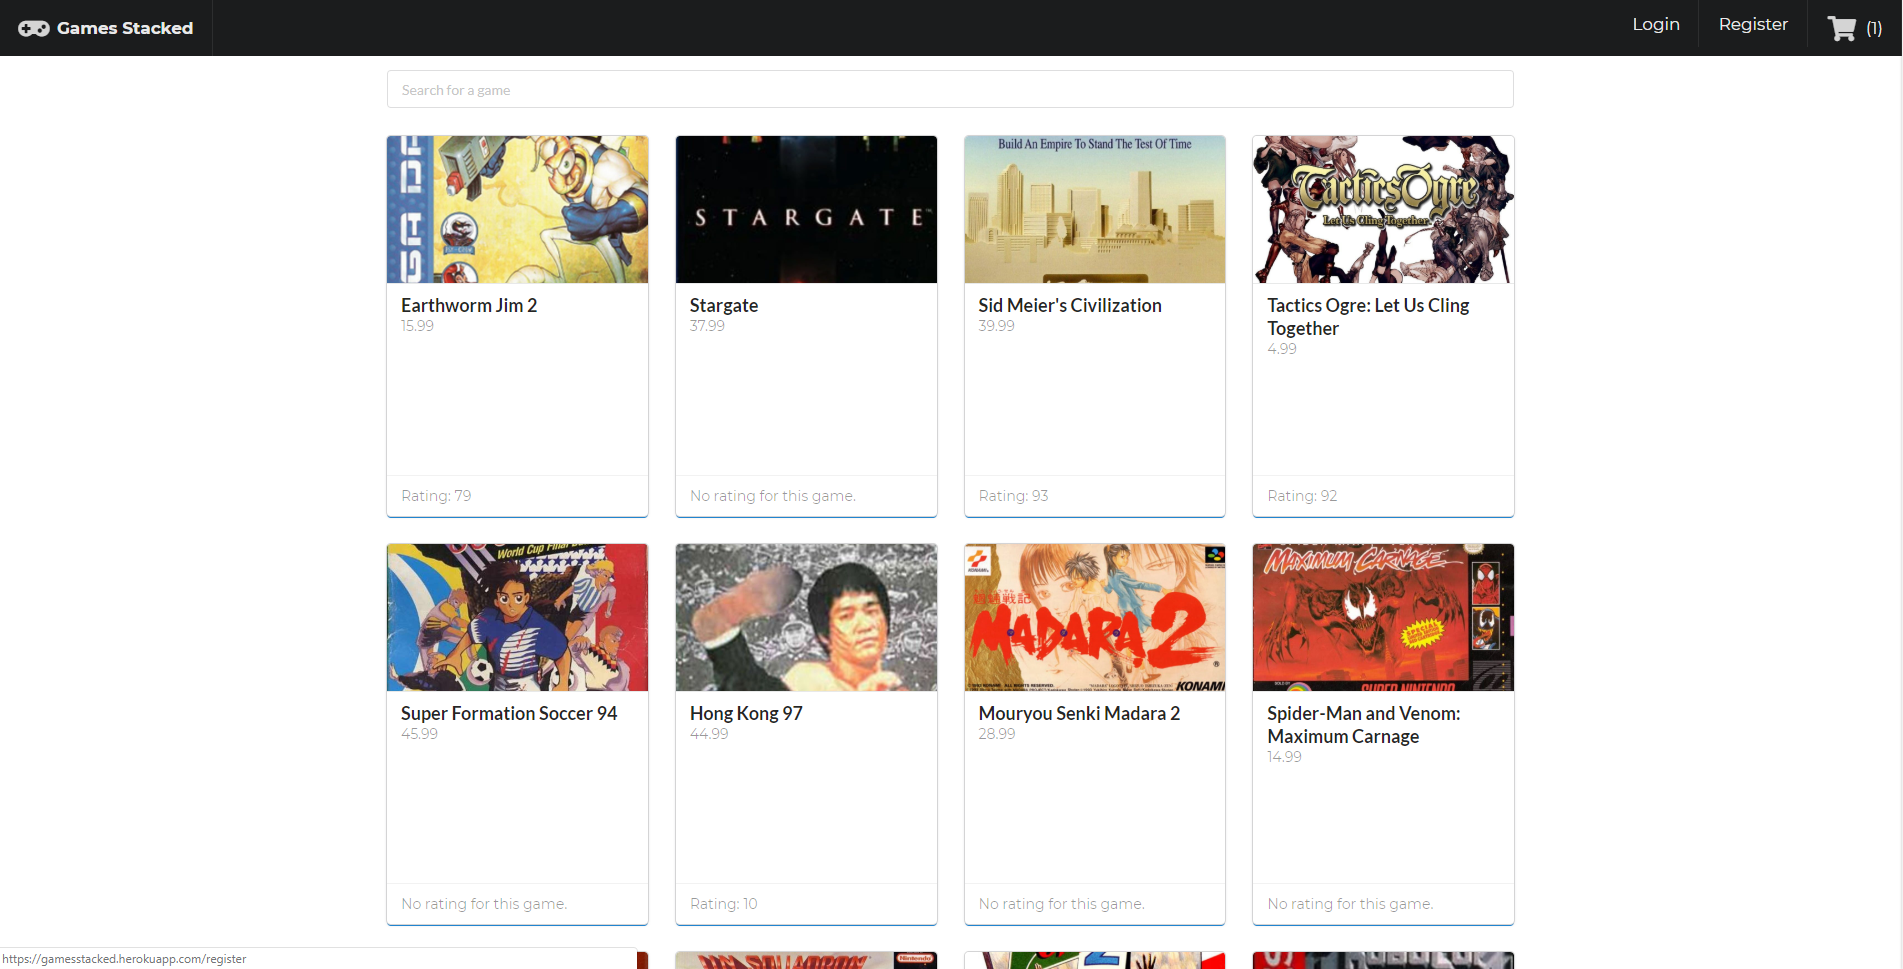 Games Stacked
Login
Register
(1)
Search for a game
Build An Empire To Stand The Test Of Time
STARGATE
TacticsOgre
Let Us Cling Together
Earthworm Jim 2
15.99
Stargate
37.99
Sid Meier's Civilization
39.99
Tactics Ogre: Let Us Cling
Together
4.99
Rating: 79
No rating for this game.
Rating: 93
Rating: 92
World Cup Final
KONAMI
MADARA 2
KONAMI
MAXIMUM CARNAGE
SUPER NINTENDO
Super Formation Soccer 94
45.99
Hong Kong 97
44.99
Mouryou Senki Madara 2
28.99
Spider-Man and Venom:
Maximum Carnage
14.99
No rating for this game.
Rating: 10
No rating for this game.
No rating for this game.
Nintendo
https://gamesstacked.herokuapp.com/register